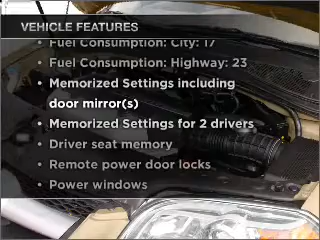 VEHICLE FEATURES
• Fuel Consumption: City: 17
• Fuel Consumption: Highway: 23
• Memorized Settings including
door mirror(s)
• Memorized Settings for 2 drivers
• Driver seat memory
• Remote power door locks
• Power windows